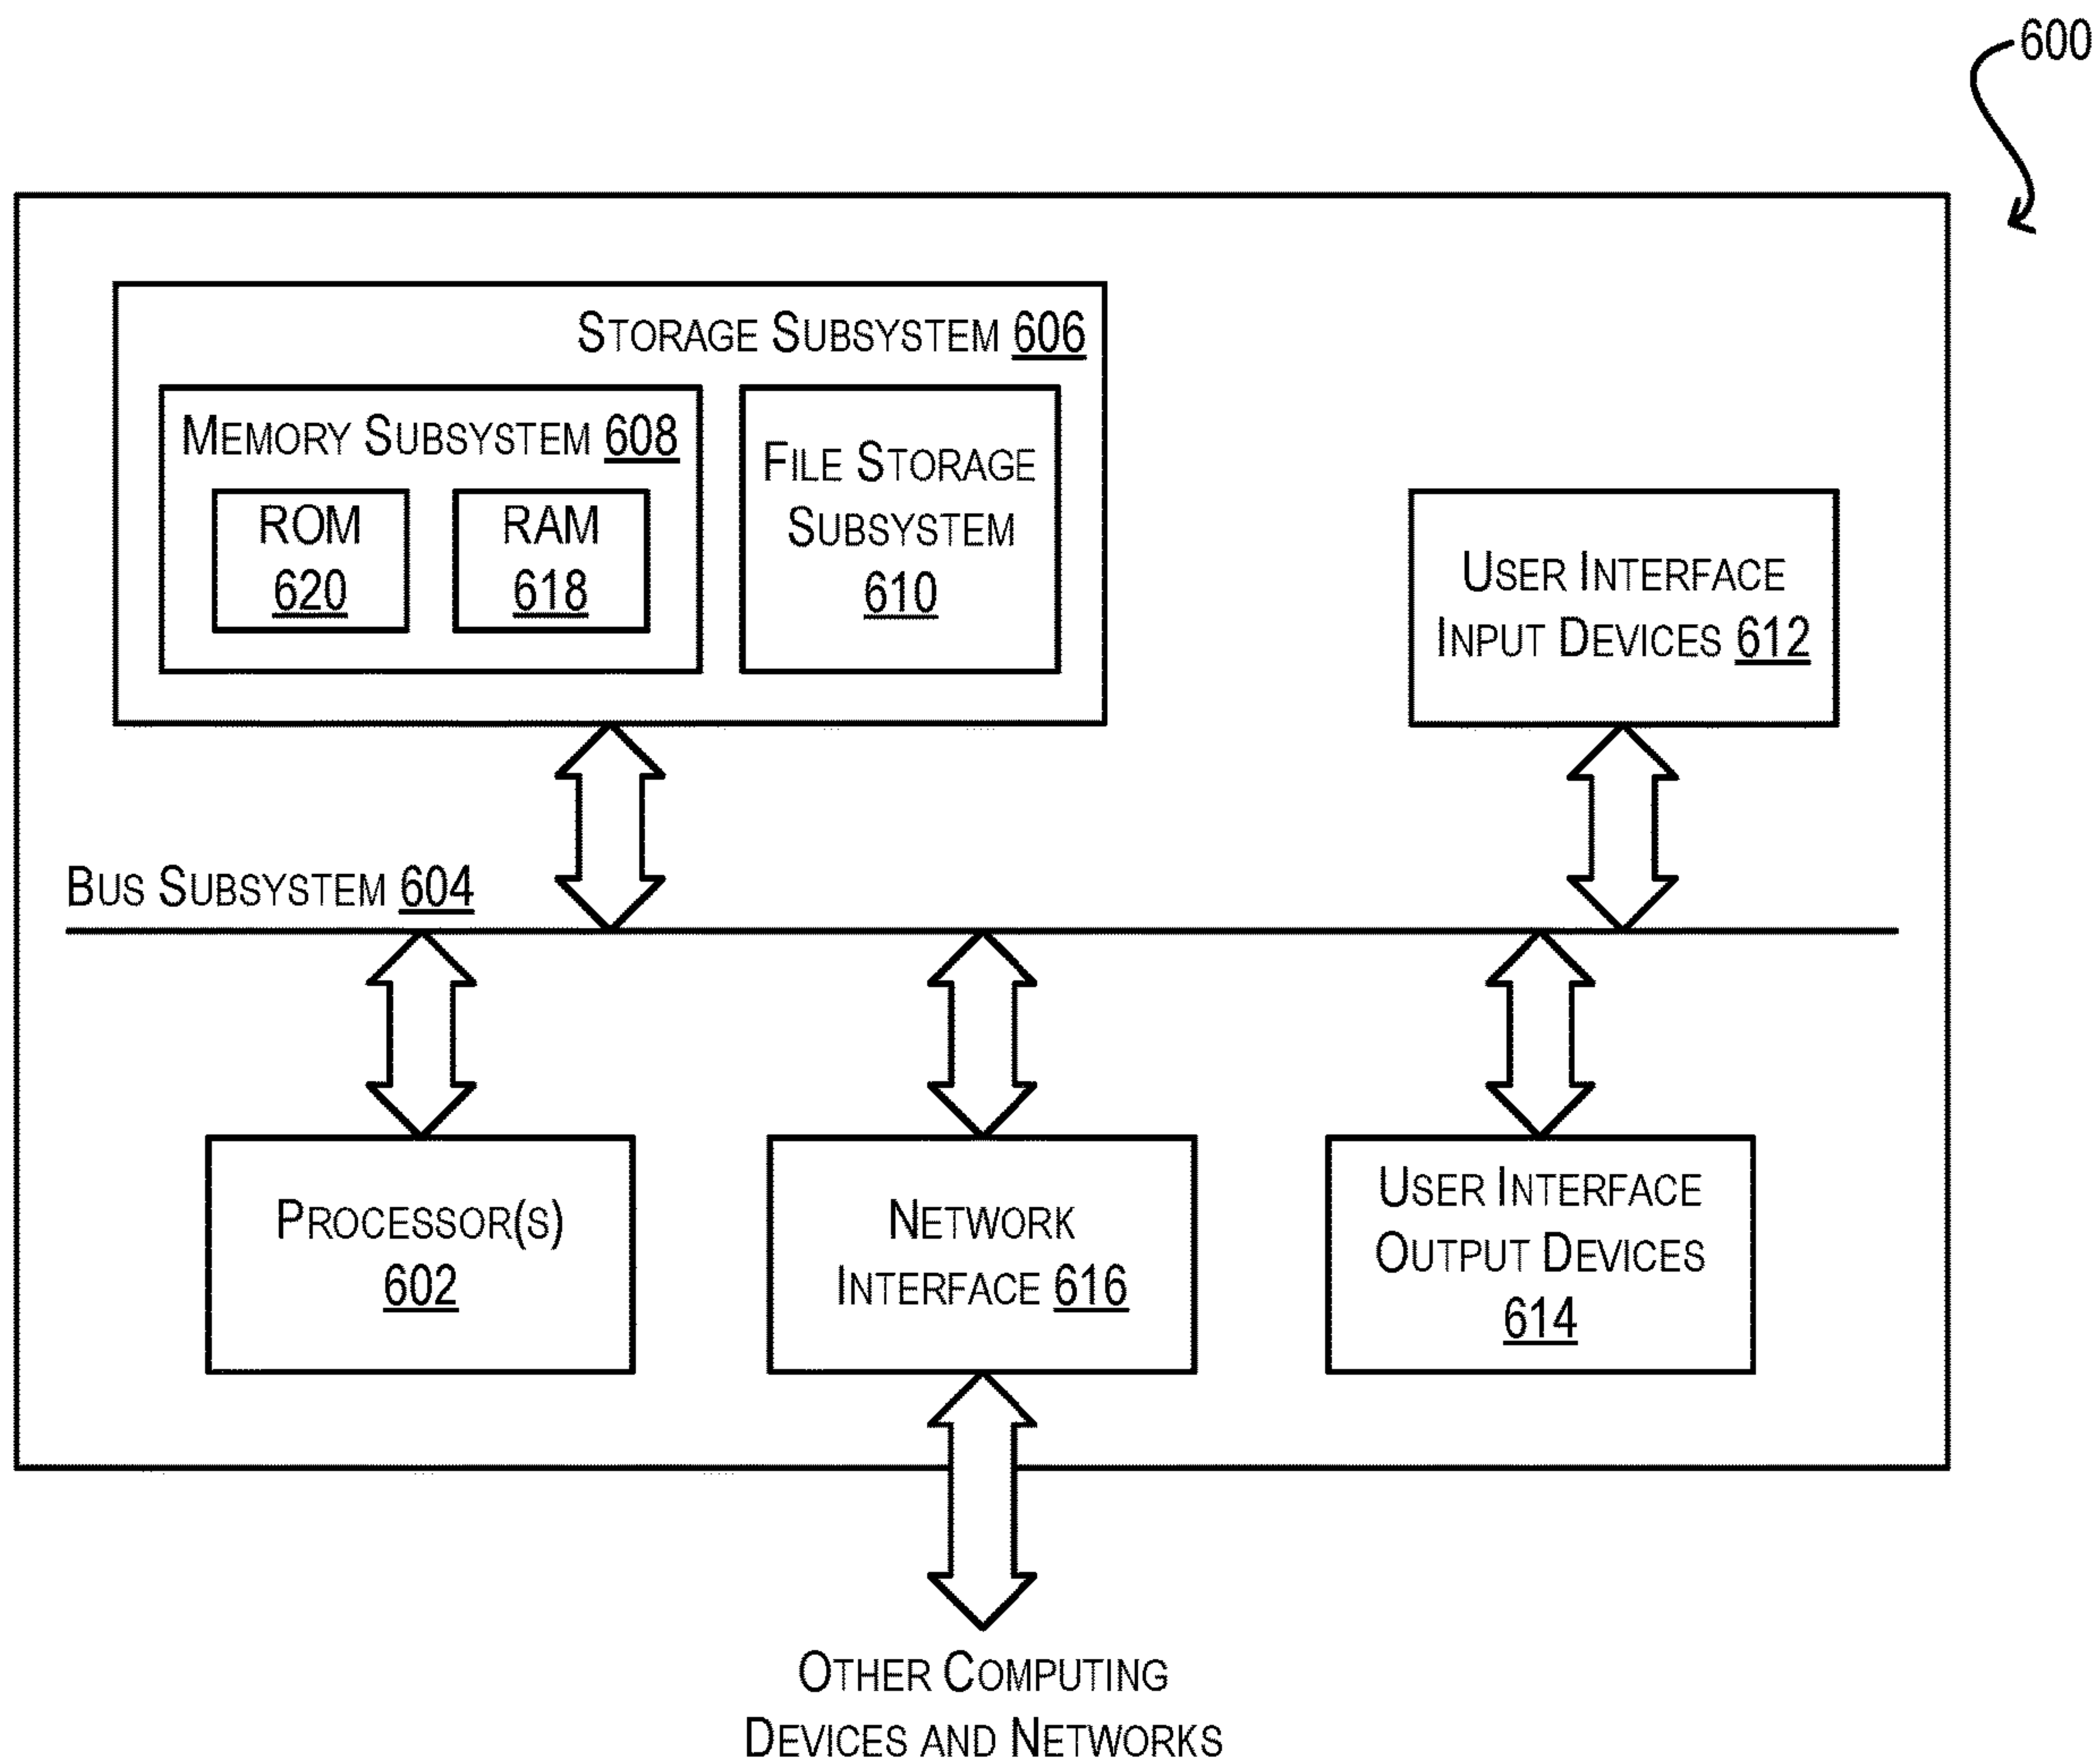 600
STORAGE SUBSYSTEM 606
MEMORY SUBSYSTEM 608
ROM
620
RAM
618
FILE STORAGE
SUBSYSTEM
610
USER INTERFACE
INPUT DEVICES 612
BUS SUBSYSTEM 604
PROCESSOR(S)
602
NETWORK
INTERFACE 616
USER INTERFACE
OUTPUT DEVICES
614
OTHER COMPUTING
DEVICES AND NETWORKS